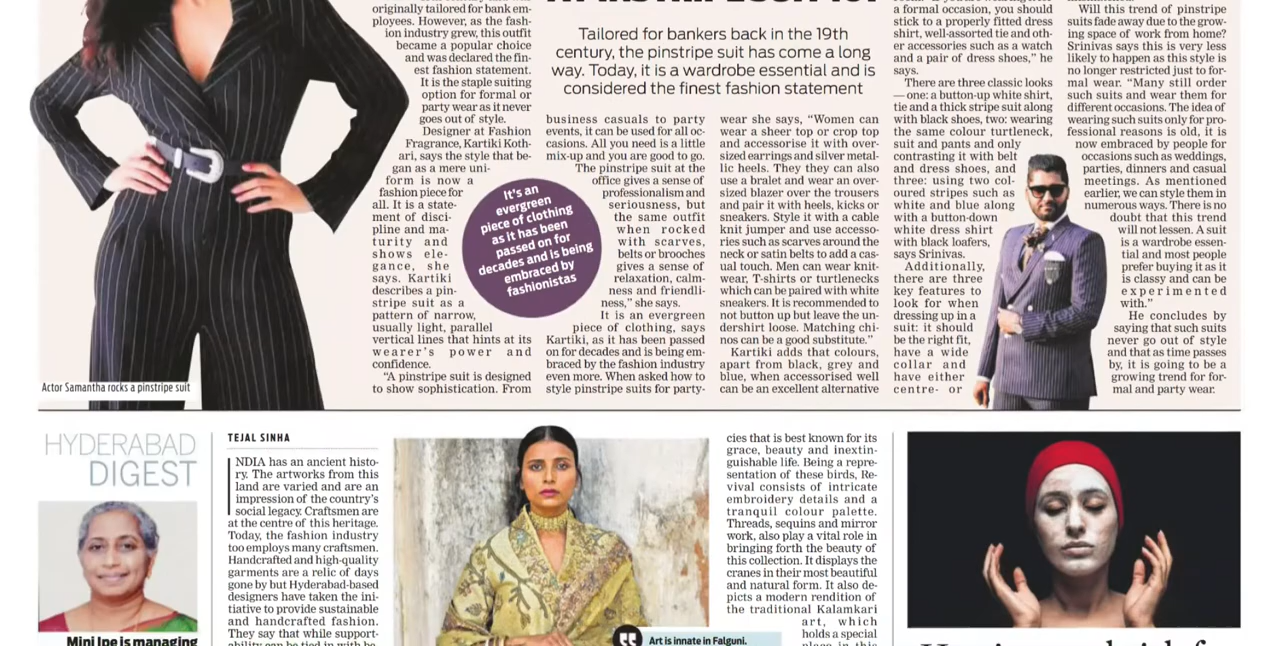 originally tailored for bank em-
ployees. However, as the fash-
ion industry grew, this outfit
became a popular choice
and was declared the fin-
est fashion statement.
It is the staple suiting
option for formal or
party wear as it never
goes out of style.
Designer at Fashion
Fragrance, Kartiki Koth-
ari, says the style that be-
gan as a mere uni-
form is now a
fashion piece for
all. It is a state-
ment of disci-
pline and ma-
turity and
shows ele-
gance, she
says. Kartiki
describes a pin-
stripe suit as a
pattern of narrow,
usually light, parallel
vertical lines that hints at its
wearer's power and
confidence.
"A pinstripe suit is designed
to show sophistication. From
Actor Samantha rocks a pinstripe suit
Tailored for bankers back in the 19th
century, the pinstripe suit has come a long
way. Today, it is a wardrobe essential and is
considered the finest fashion statement
business casuals to party
events, it can be used for all oc-
casions. All you need is a little
mix-up and you are good to go.
The pinstripe suit at the
office gives a sense of
professionalism and
seriousness, but
the same outfit
when rocked
with scarves,
belts or brooches
gives a sense of
relaxation, calm-
ness and friendli-
ness," she says.
It is an evergreen
piece of clothing, says
Kartiki, as it has been passed
on for decades and is being em-
braced by the fashion industry
even more. When asked how to
style pinstripe suits for party-
It's an
evergreen
piece of clothing
as it has been
passed on for
decades and is being
embraced by
fashionistas
wear she says, "Women can
wear a sheer top or crop top
and accessorise it with over-
sized earrings and silver metal-
lic heels. They they can also
use a bralet and wear an over-
sized blazer over the trousers
and pair it with heels, kicks or
sneakers. Style it with a cable
knit jumper and use accesso-
ries such as scarves around the
neck or satin belts to add a cas-
ual touch. Men can wear knit-
wear, T-shirts or turtlenecks
which can be paired with white
sneakers. It is recommended to
not button up but leave the un-
dershirt loose. Matching chi-
nos can be a good substitute."
Kartiki adds that colours,
apart from black, grey and
blue, when accessorised well
can be an excellent alternative
a formal occasion, you should
stick to a properly fitted dress
shirt, well-assorted tie and oth-
er accessories such as a watch
and a pair of dress shoes," he
says.
There are three classic looks
— one: a button-up white shirt,
tie and a thick stripe suit along
with black shoes, two: wearing
the same colour turtleneck,
suit and pants and only
contrasting it with belt
and dress shoes, and
three: using two col-
oured stripes such as
white and blue along
with a button-down
white dress shirt
with black loafers,
says Srinivas.
Additionally,
there are three
key features to
look for when
dressing up in a
suit: it should
be the right fit,
have a wide
collar and
have either
centre- or
Will this trend of pinstripe
suits fade away due to the grow-
ing space of work from home?
Srinivas says this is very less
likely to happen as this style is
no longer restricted just to for-
mal wear. "Many still order
such suits and wear them for
different occasions. The idea of
wearing such suits only for pro-
fessional reasons is old, it is
now embraced by people for
occasions such as weddings,
parties, dinners and casual
meetings. As mentioned
earlier, we can style them in
numerous ways. There is no
doubt that this trend
will not lessen. A suit
is a wardrobe essen-
tial and most people
prefer buying it as it
is classy and can be
experimented
with."
He concludes by
saying that such suits
never go out of style
and that as time passes
by, it is going to be a
growing trend for for-
mal and party wear.
HYDERABAD
DIGEST
Mini Ipe is managing
TEJAL SINHA
INDIA has an ancient histo-
ry. The artworks from this
land are varied and are an
impression of the country's
social legacy. Craftsmen are
at the centre of this heritage.
Today, the fashion industry
too employs many craftsmen.
Handcrafted and high-quality
garments are a relic of days
gone by but Hyderabad-based
designers have taken the ini-
tiative to provide sustainable
and handcrafted fashion.
They say that while support-
Art is innate in Falguni.
cies that is best known for its
grace, beauty and inextin-
guishable life. Being a repre-
sentation of these birds, Re-
vival consists of intricate
embroidery details and a
tranquil colour palette.
Threads, sequins and mirror
work, also play a vital role in
bringing forth the beauty of
this collection. It displays the
cranes in their most beautiful
and natural form. It also de-
picts a modern rendition of
the traditional Kalamkari
art, which
holds a special